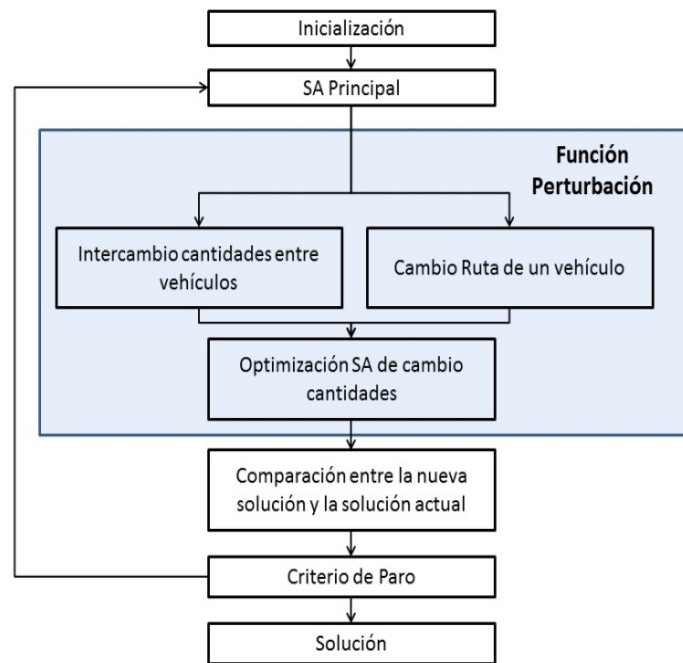 Inicialización
SA Principal
Función
Perturbación
Intercambio cantidades entre
vehículos
Cambio Ruta de un vehículo
Optimización SA de cambio
cantidades
Comparación entre la nueva
solución y la solución actual
Criterio de Paro
Solución